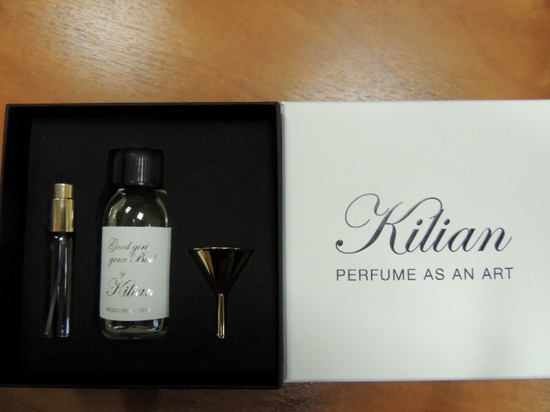 Good girl
gone Bad
by
Kilian
Kilian
PERFUME AS AN ART